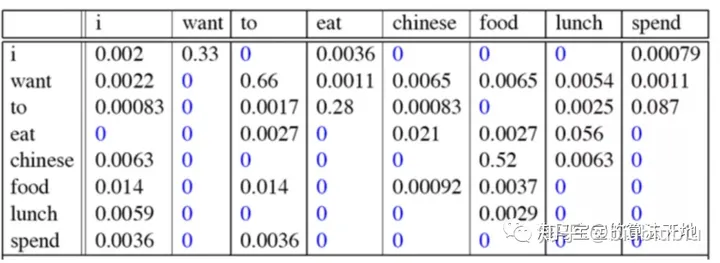 i want to eat chinese food lunch spend
i 0.002 0.33 0 0.0036 0 0 0 0.00079
want 0.0022 0 0.66 0.0011 0.0065 0.0065 0.0054 0.0011
to 0.00083 0 0.0017 0.28 0.00083 0 0.0025 0.087
eat 0 0 0.0027 0 0.021 0.0027 0.056 0
chinese 0.0063 0 0 0 0 0.52 0.0063 0
food 0.014 0 0.014 0 0.00092 0.0037 0 0
lunch 0.0059 0 0 0 0 0.0029 0 0
spend 0.0036 0 0.0036 0 0 0 0 0